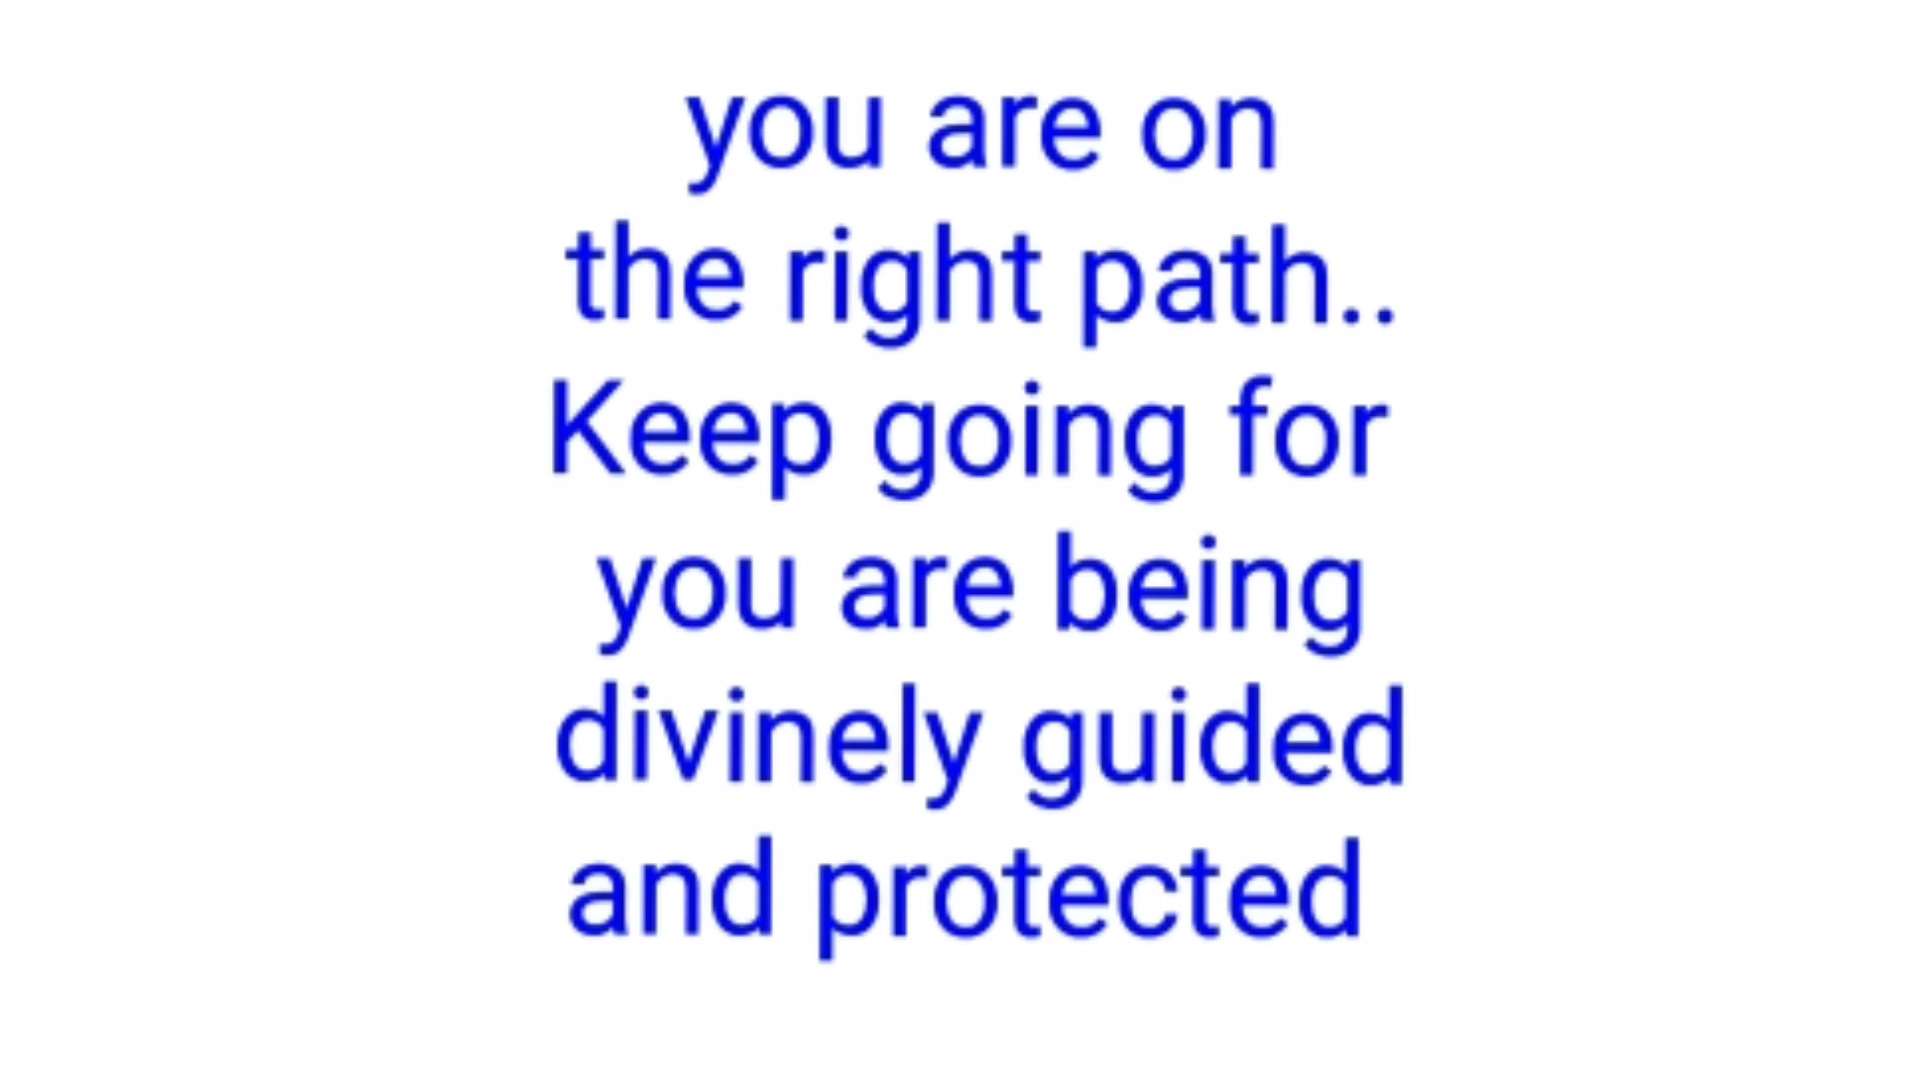 you are on
the right path..
Keep going for
you are being
divinely guided
and protected